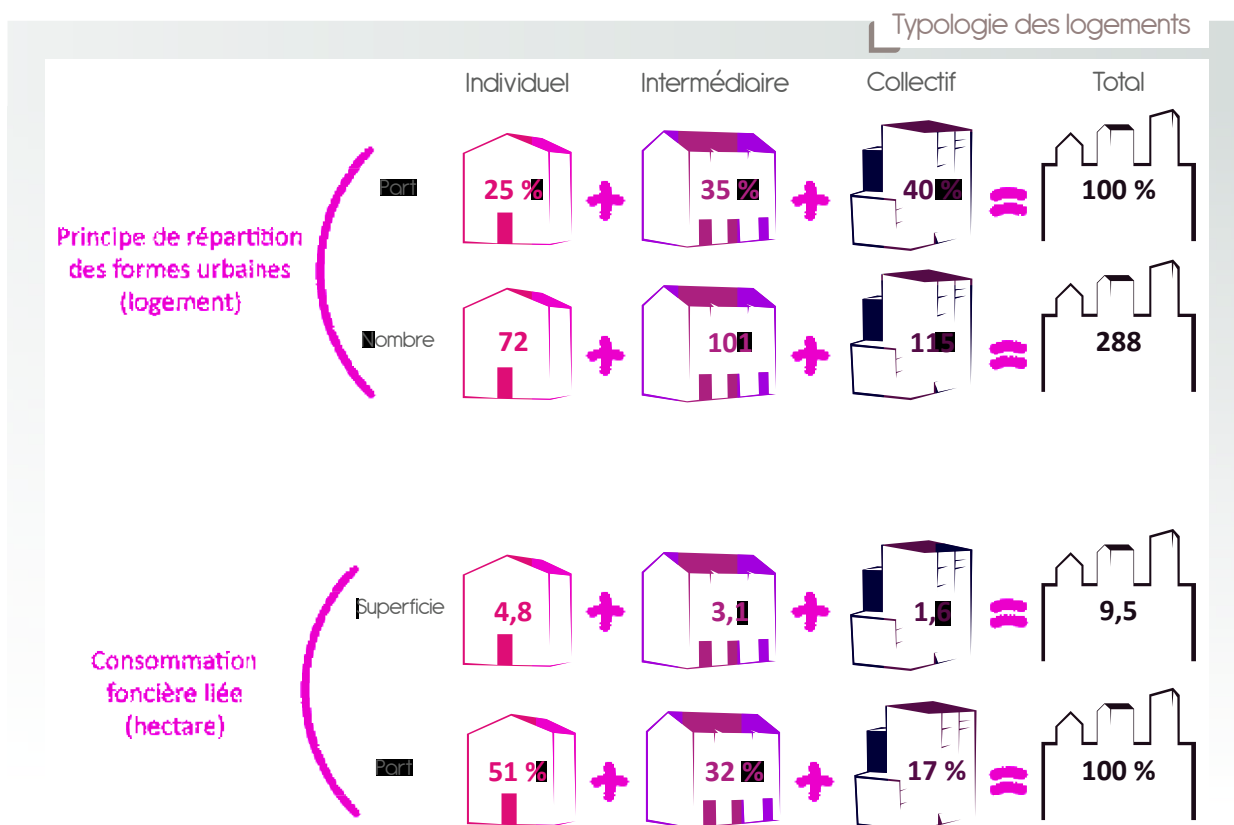 Typologie des logements
Individuel Intermédiaire Collectif Total
Part 25 % 35 % 40 % 100 %
Principe de répartition
des formes urbaines
(logement)
Nombre 72 101 115 288
Superficie 4,8 3,1 1,6 9,5
Consommation
foncière liée
(hectare)
Part 51 % 32 % 17 % 100 %